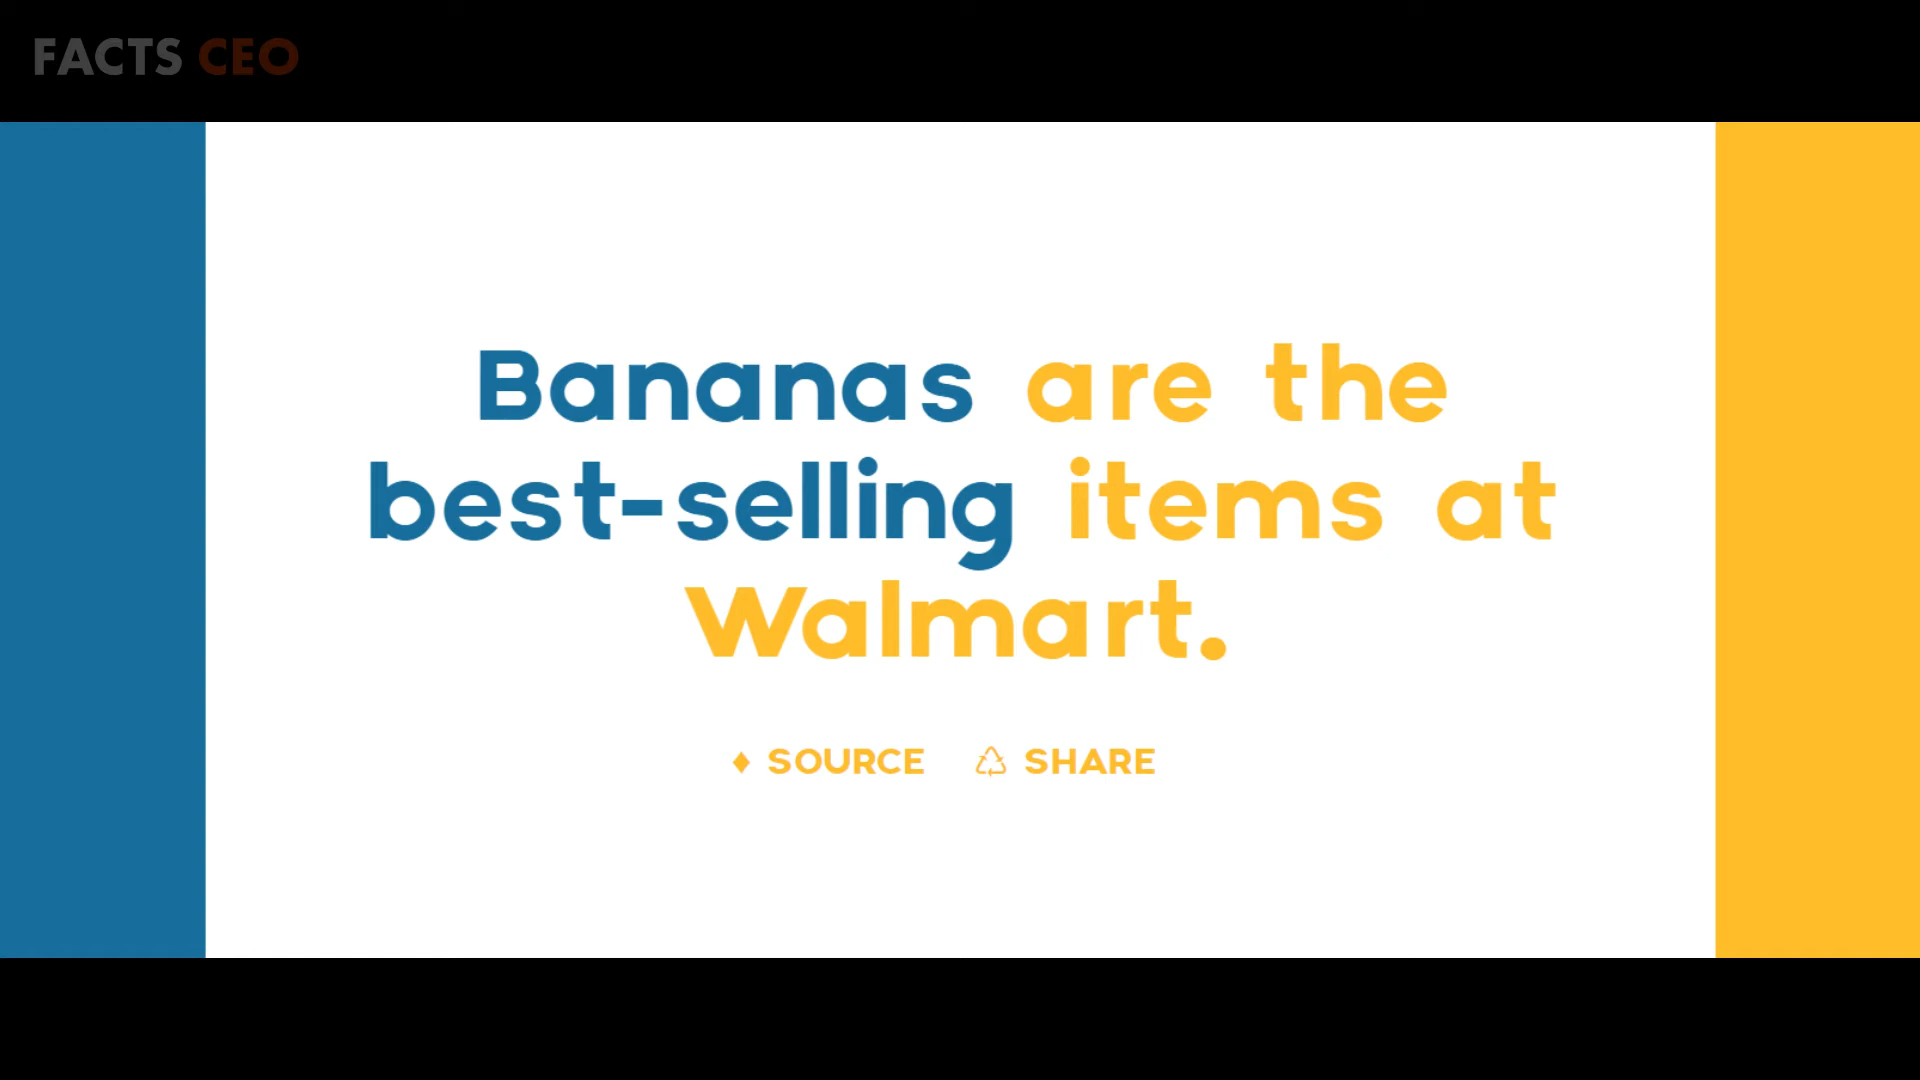 FACTS CEO
Bananas are the
best-selling items at
Walmart.
♦ SOURCE ♺ SHARE